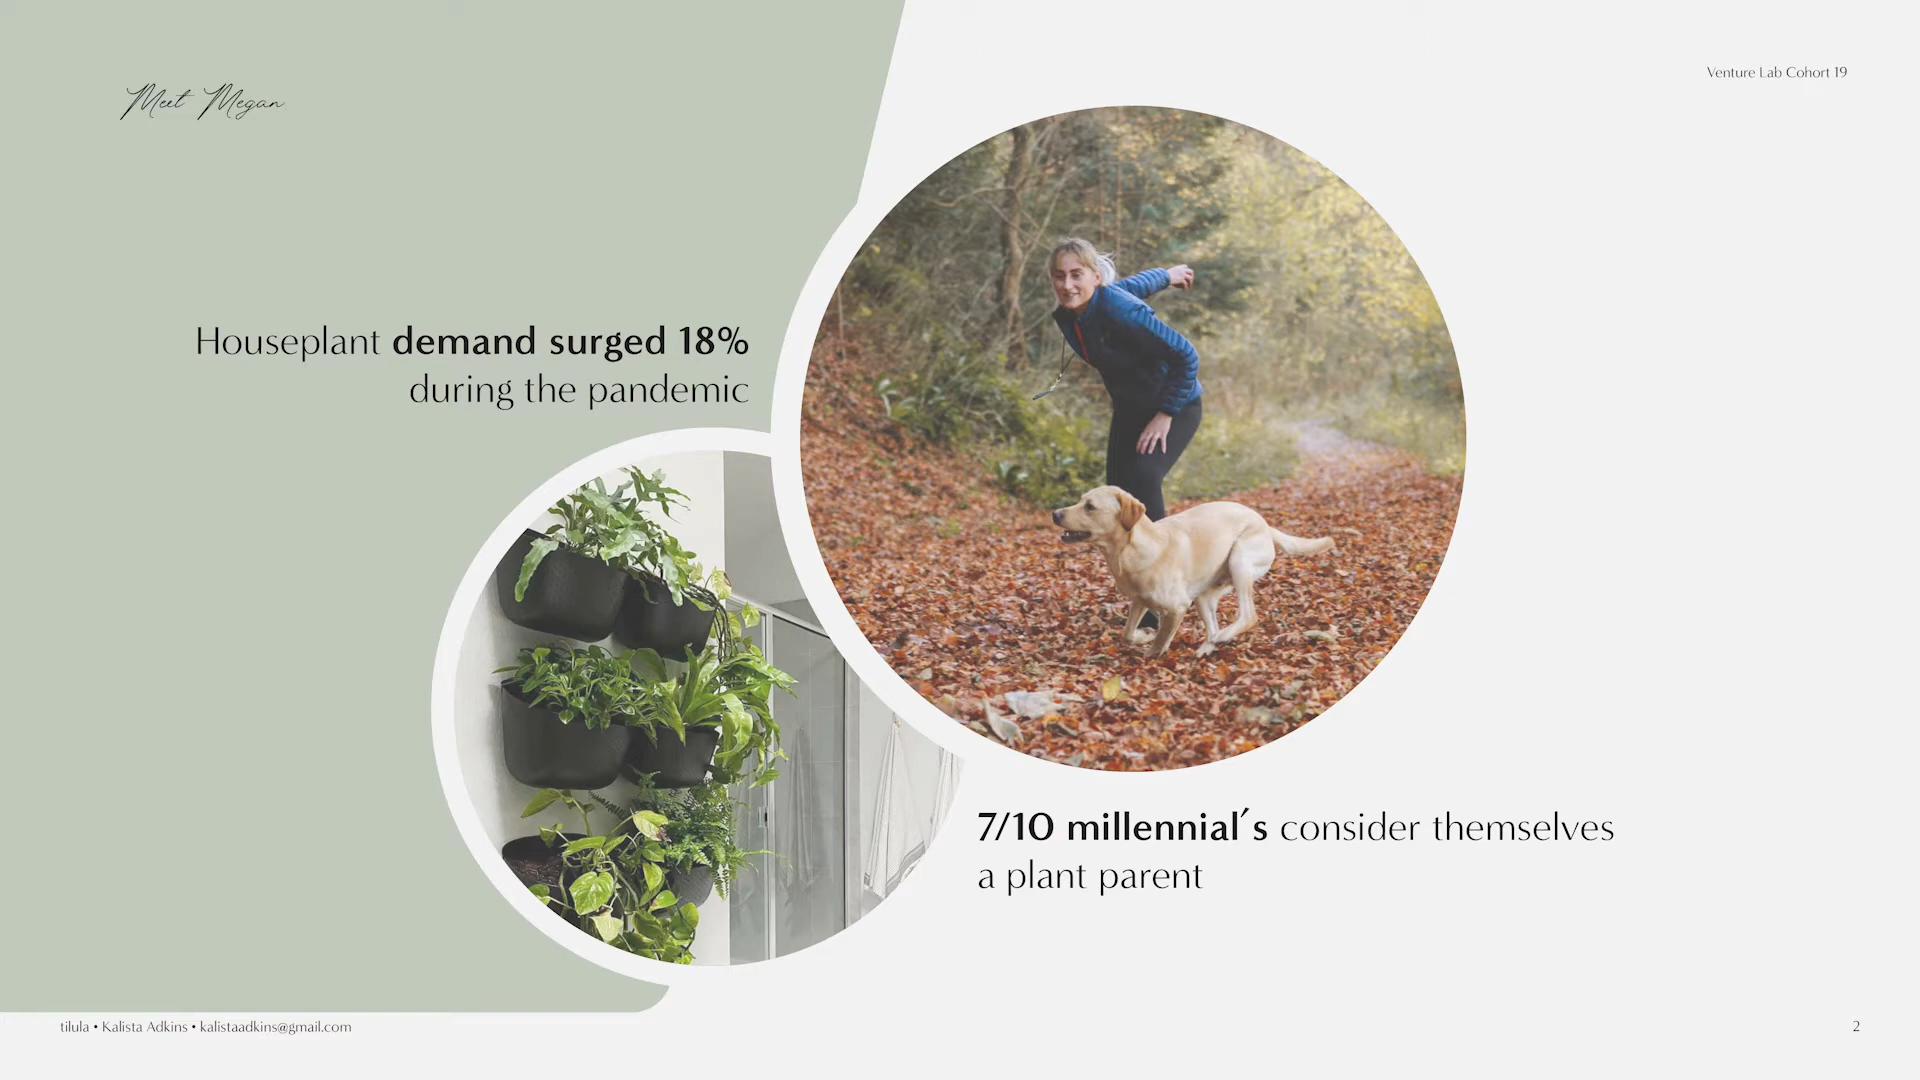 Meet Megan
Venture Lab Cohort 19
Houseplant demand surged 18%
during the pandemic
7/10 millennial´s consider themselves
a plant parent
tilula • Kalista Adkins • kalistaadkins@gmail.com
2